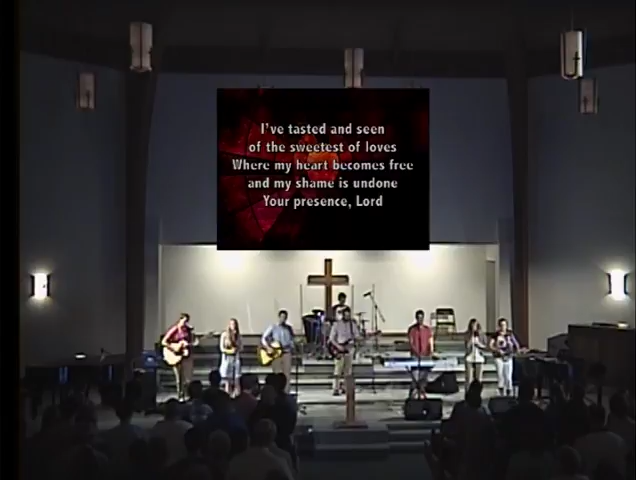 I've tasted and seen
of the sweetest of loves
Where my heart becomes free
and my shame is undone
Your presence, Lord